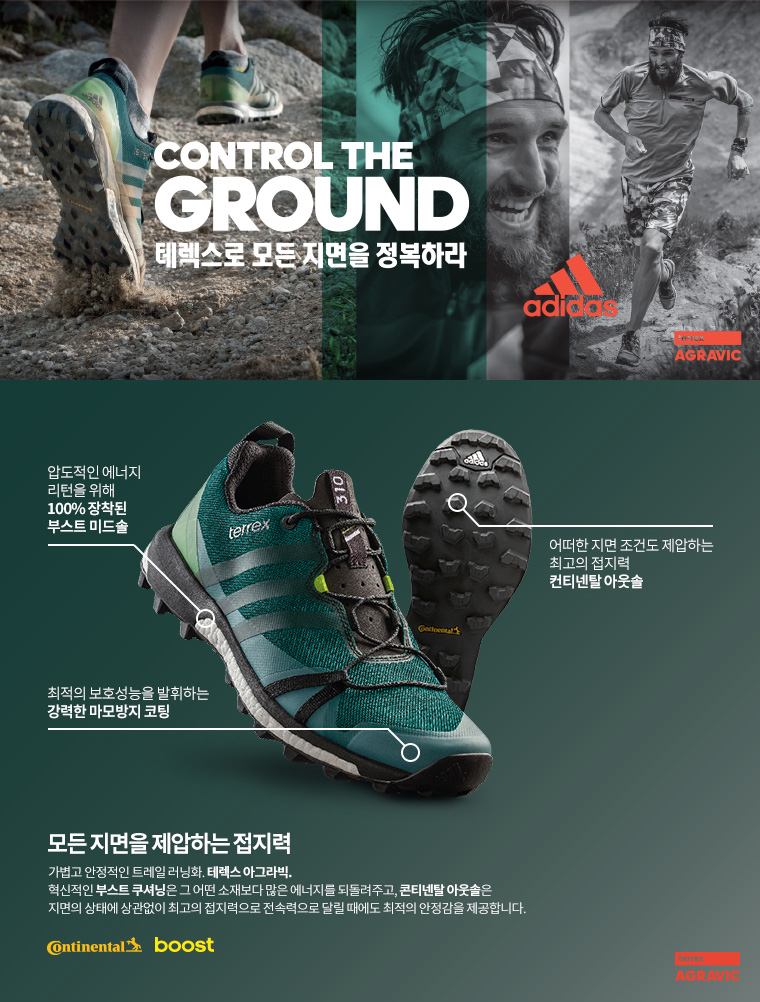 CONTROL THE
GROUND
테렉스로 모든 지면을 정복하라
adidas
AGRAVIC
압도적인 에너지
리턴을 위해
100% 장착된
부스트 미드솔
310
terrex
어떠한 지면 조건도 제압하는
최고의 접지력
컨티넨탈 아웃솔
Continental
최적의 보호성능을 발휘하는
강력한 마모방지 코팅
모든 지면을 제압하는 접지력
가볍고 안정적인 트레일 러닝화. 테렉스 아그라빅.
혁신적인 부스트 쿠셔닝은 그 어떤 소재보다 많은 에너지를 되돌려주고, 콘티넨탈 아웃솔은
지면의 상태에 상관없이 최고의 접지력으로 전속력으로 달릴 때에도 최적의 안정감을 제공합니다.
Continental boost
AGRAVIC